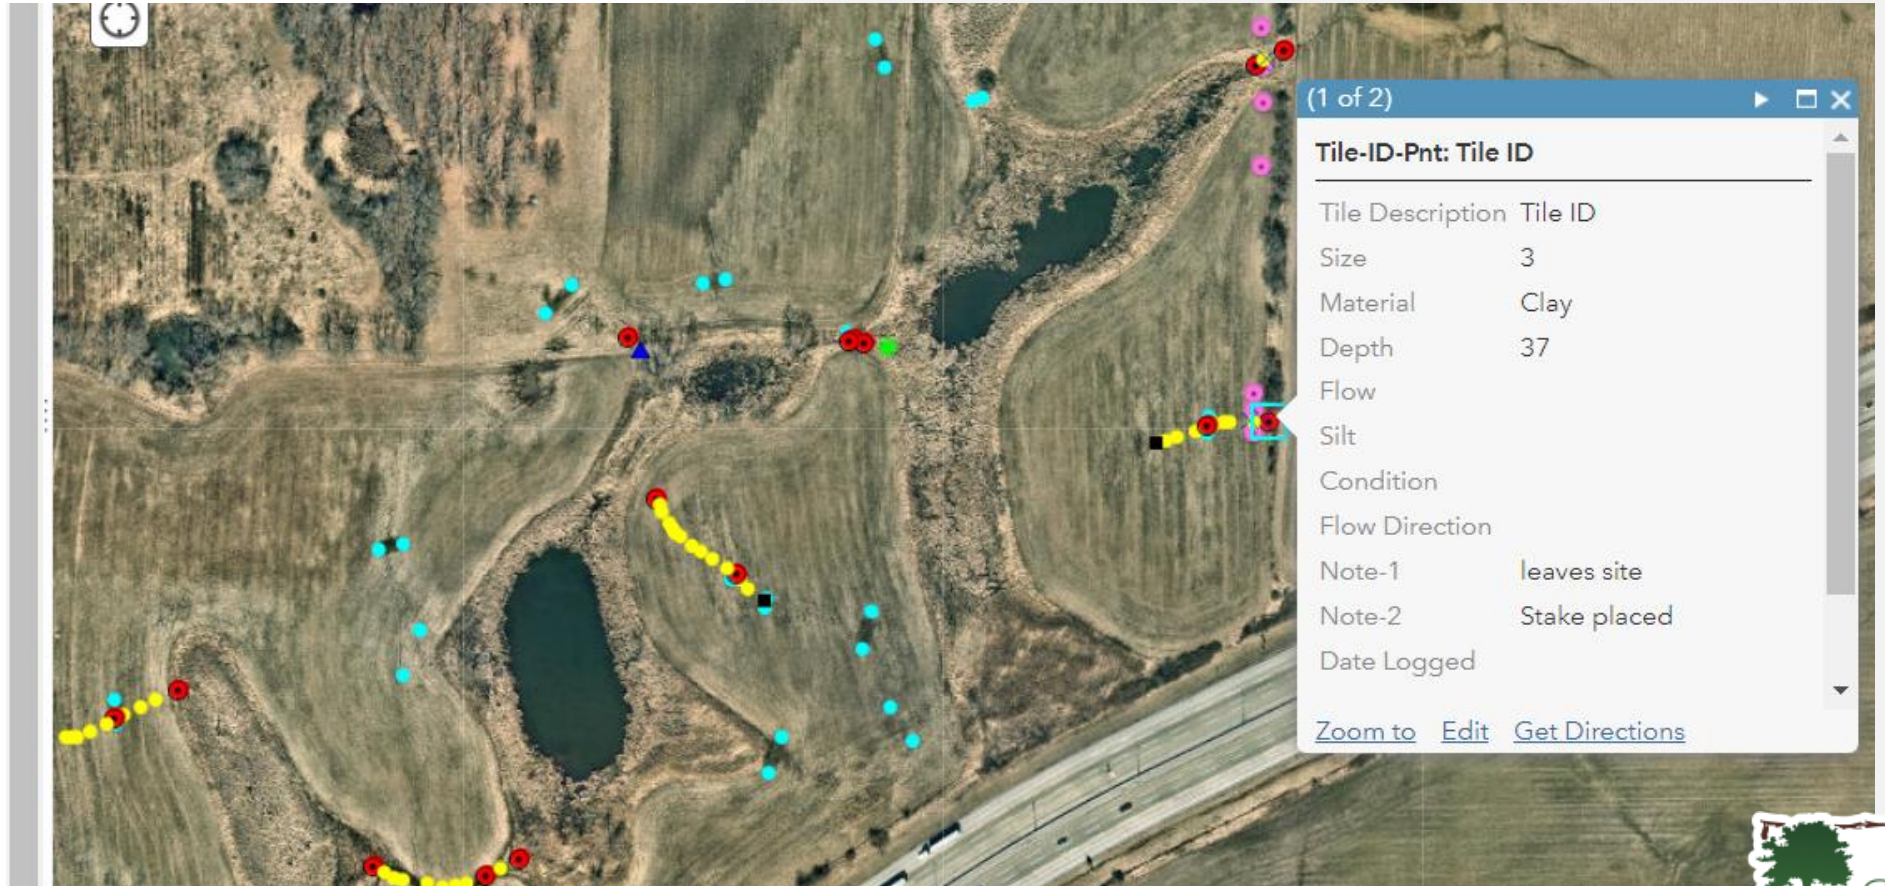 (1 of 2)
Tile-ID-Pnt: Tile ID
Tile Description Tile ID
Size 3
Material Clay
Depth 37
Flow
Silt
Condition
Flow Direction
Note-1 leaves site
Note-2 Stake placed
Date Logged
Zoom to Edit Get Directions